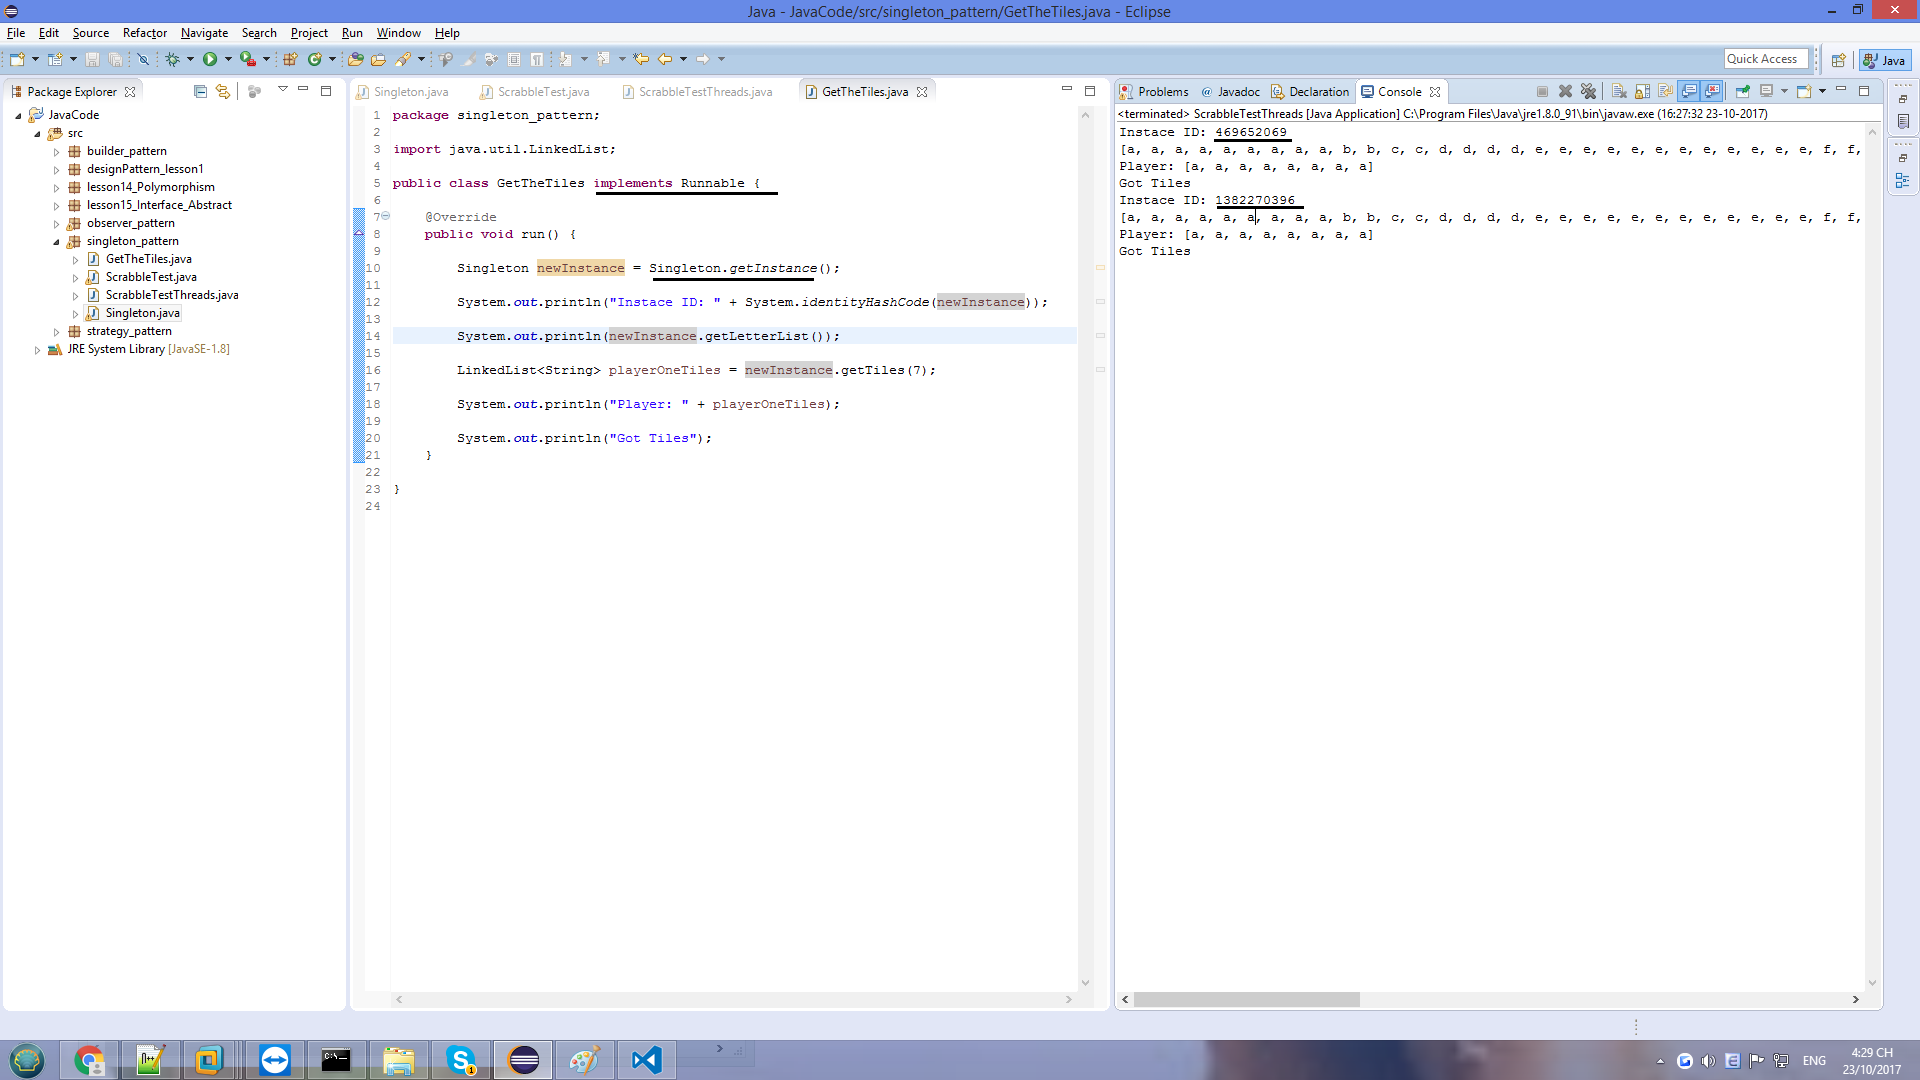 Java - JavaCode/src/singleton_pattern/GetTheTiles.java - Eclipse
File Edit Source Refactor Navigate Search Project Run Window Help
Quick Access
Java
Package Explorer
JavaCode
src
builder_pattern
designPattern_lesson1
lesson14_Polymorphism
lesson15_Interface_Abstract
observer_pattern
singleton_pattern
GetTheTiles.java
ScrabbleTest.java
ScrabbleTestThreads.java
Singleton.java
strategy_pattern
JRE System Library [JavaSE-1.8]
Singleton.java ScrabbleTest.java ScrabbleTestThreads.java GetTheTiles.java
1 package singleton_pattern;
2
3 import java.util.LinkedList;
4
5 public class GetTheTiles implements Runnable {
6
7 @Override
8 public void run() {
9
10 Singleton newInstance = Singleton.getInstance();
11
12 System.out.println("Instace ID: " + System.identityHashCode(newInstance));
13
14 System.out.println(newInstance.getLetterList());
15
16 LinkedList<String> playerOneTiles = newInstance.getTiles(7);
17
18 System.out.println("Player: " + playerOneTiles);
19
20 System.out.println("Got Tiles");
21 }
22
23 }
24
Problems Javadoc Declaration Console
<terminated> ScrabbleTestThreads [Java Application] C:\Program Files\Java\jre1.8.0_91\bin\javaw.exe (16:27:32 23-10-2017)
Instace ID: 469652069
[a, a, a, a, a, a, a, a, a, b, b, c, c, d, d, d, d, e, e, e, e, e, e, e, e, e, e, e, e, f, f,
Player: [a, a, a, a, a, a, a, a]
Got Tiles
Instace ID: 1382270396
[a, a, a, a, a, a, a, a, a, b, b, c, c, d, d, d, d, e, e, e, e, e, e, e, e, e, e, e, e, f, f,
Player: [a, a, a, a, a, a, a, a]
Got Tiles
ENG
4:29 CH
23/10/2017